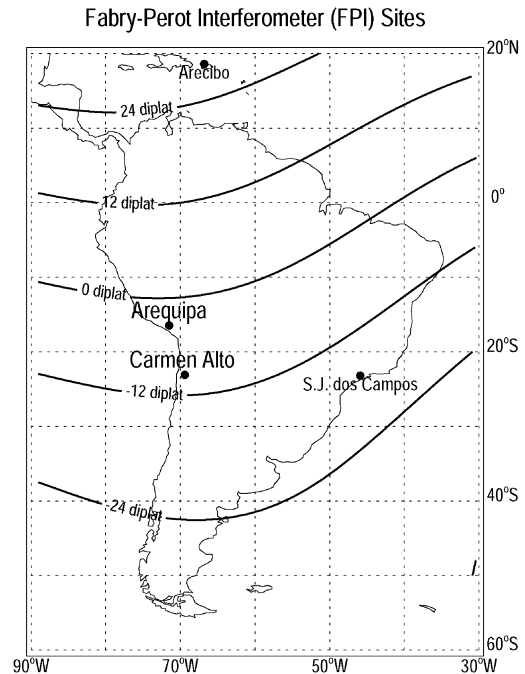 Fabry-Perot Interferometer (FPI) Sites
20°N
Arecibo
24 diplat
12 diplat
0°
0 diplat
Arequipa
20°S
Carmen Alto
S.J. dos Campos
-12 diplat
40°S
-24 diplat
60°S
90°W 70°W 50°W 30°W